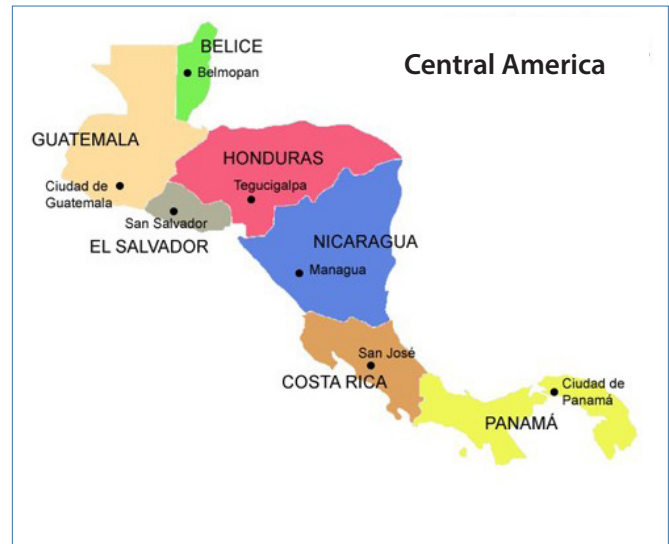 Central America
BELICE
Belmopan
GUATEMALA
Ciudad de
Guatemala
HONDURAS
Tegucigalpa
San Salvador
EL SALVADOR
NICARAGUA
Managua
San José
COSTA RICA
Ciudad de
Panamá
PANAMÁ